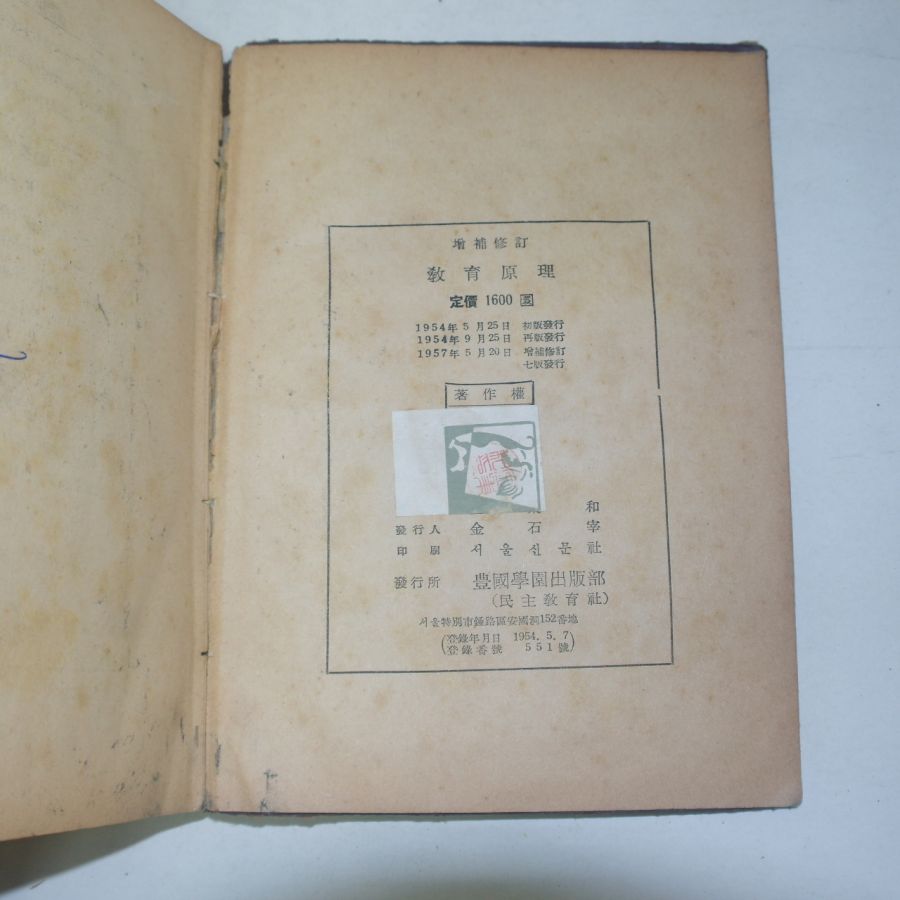 增補修訂
敎育原理
定價 1600 圜
1954年 5月25日 初版發行
1954年 9月25日 再版發行
1957年 5月20日 增補修訂
七版發行
著作權
和
發行人 金石宰
印刷 서울신문社
發行所 豊國學園出版部
(民主敎育社)
서울特別市鍾路區安國洞152番地
(登錄年月日 1954.5.7)
(登錄番號 551號)